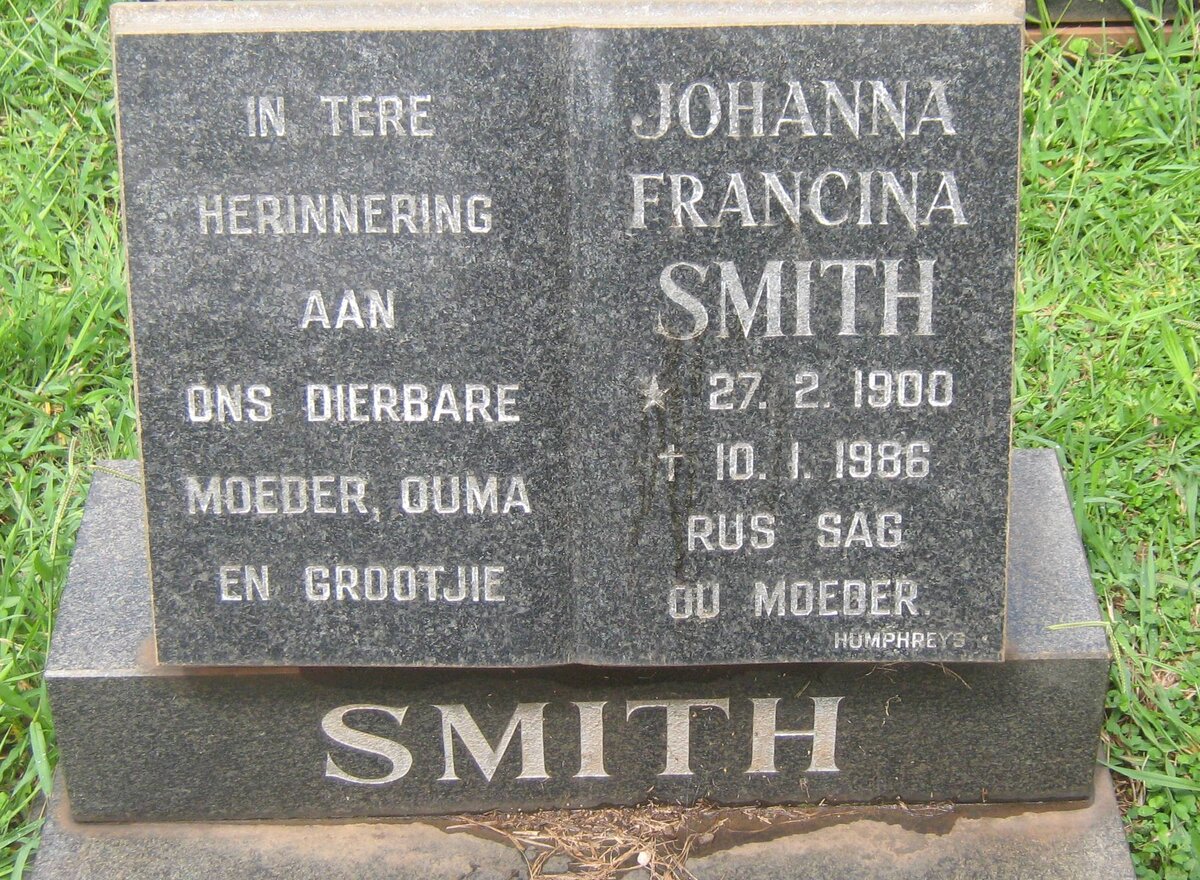 IN TERE
HERINNERING
AAN
ONS DIERBARE
MOEDER, OUMA
EN GROOTJIE
JOHANNA
FRANCINA
SMITH
* 27. 2. 1900
† 10. 1. 1986
RUS SAG
OU MOEDER.
HUMPHREYS
SMITH